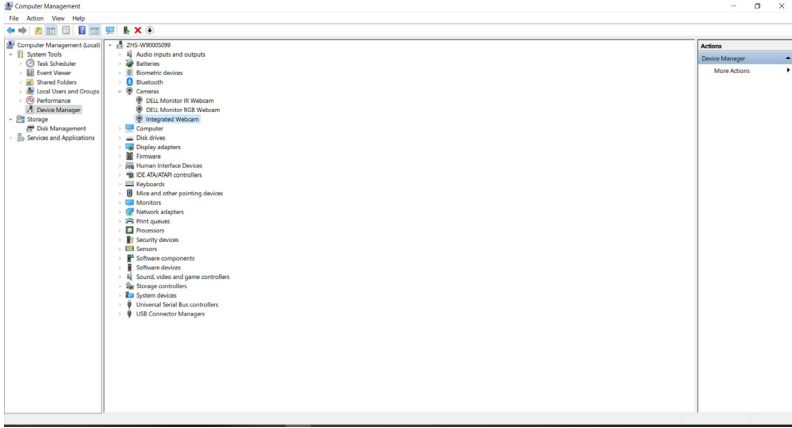 Computer Management
File Action View Help
Computer Management (Local)
System Tools
Task Scheduler
Event Viewer
Shared Folders
Local Users and Groups
Performance
Device Manager
Storage
Disk Management
Services and Applications
ZHS-W90005099
Audio inputs and outputs
Batteries
Biometric devices
Bluetooth
Cameras
DELL Monitor IR Webcam
DELL Monitor RGB Webcam
Integrated Webcam
Computer
Disk drives
Display adapters
Firmware
Human Interface Devices
IDE ATA/ATAPI controllers
Keyboards
Mice and other pointing devices
Monitors
Network adapters
Print queues
Processors
Security devices
Sensors
Software components
Software devices
Sound, video and game controllers
Storage controllers
System devices
Universal Serial Bus controllers
USB Connector Managers
Actions
Device Manager
More Actions